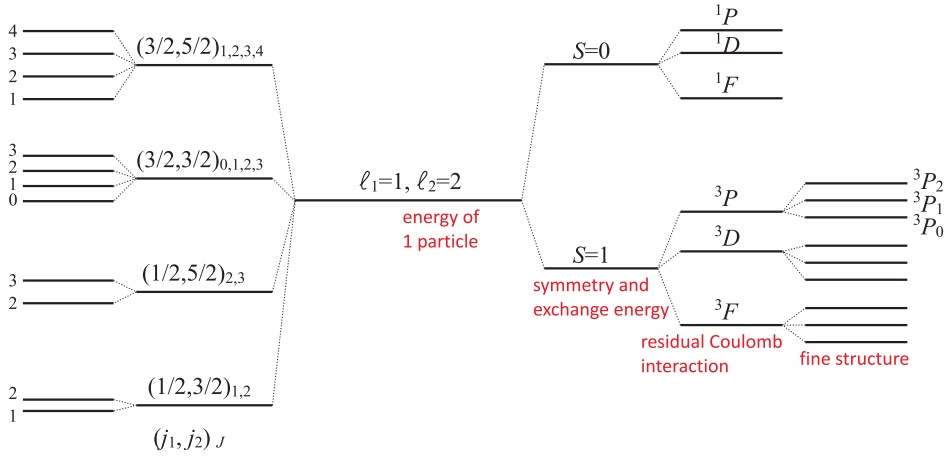 4
3
2
1
(3/2,5/2)1,2,3,4
3
2
1
0
(3/2,3/2)0,1,2,3
3
2
(1/2,5/2)2,3
2
1
(1/2,3/2)1,2
(j1, j2) J
ℓ1=1, ℓ2=2
energy of
1 particle
S=0
1P
1D
1F
S=1
symmetry and
exchange energy
3P
3D
3F
residual Coulomb
interaction
3P2
3P1
3P0
fine structure